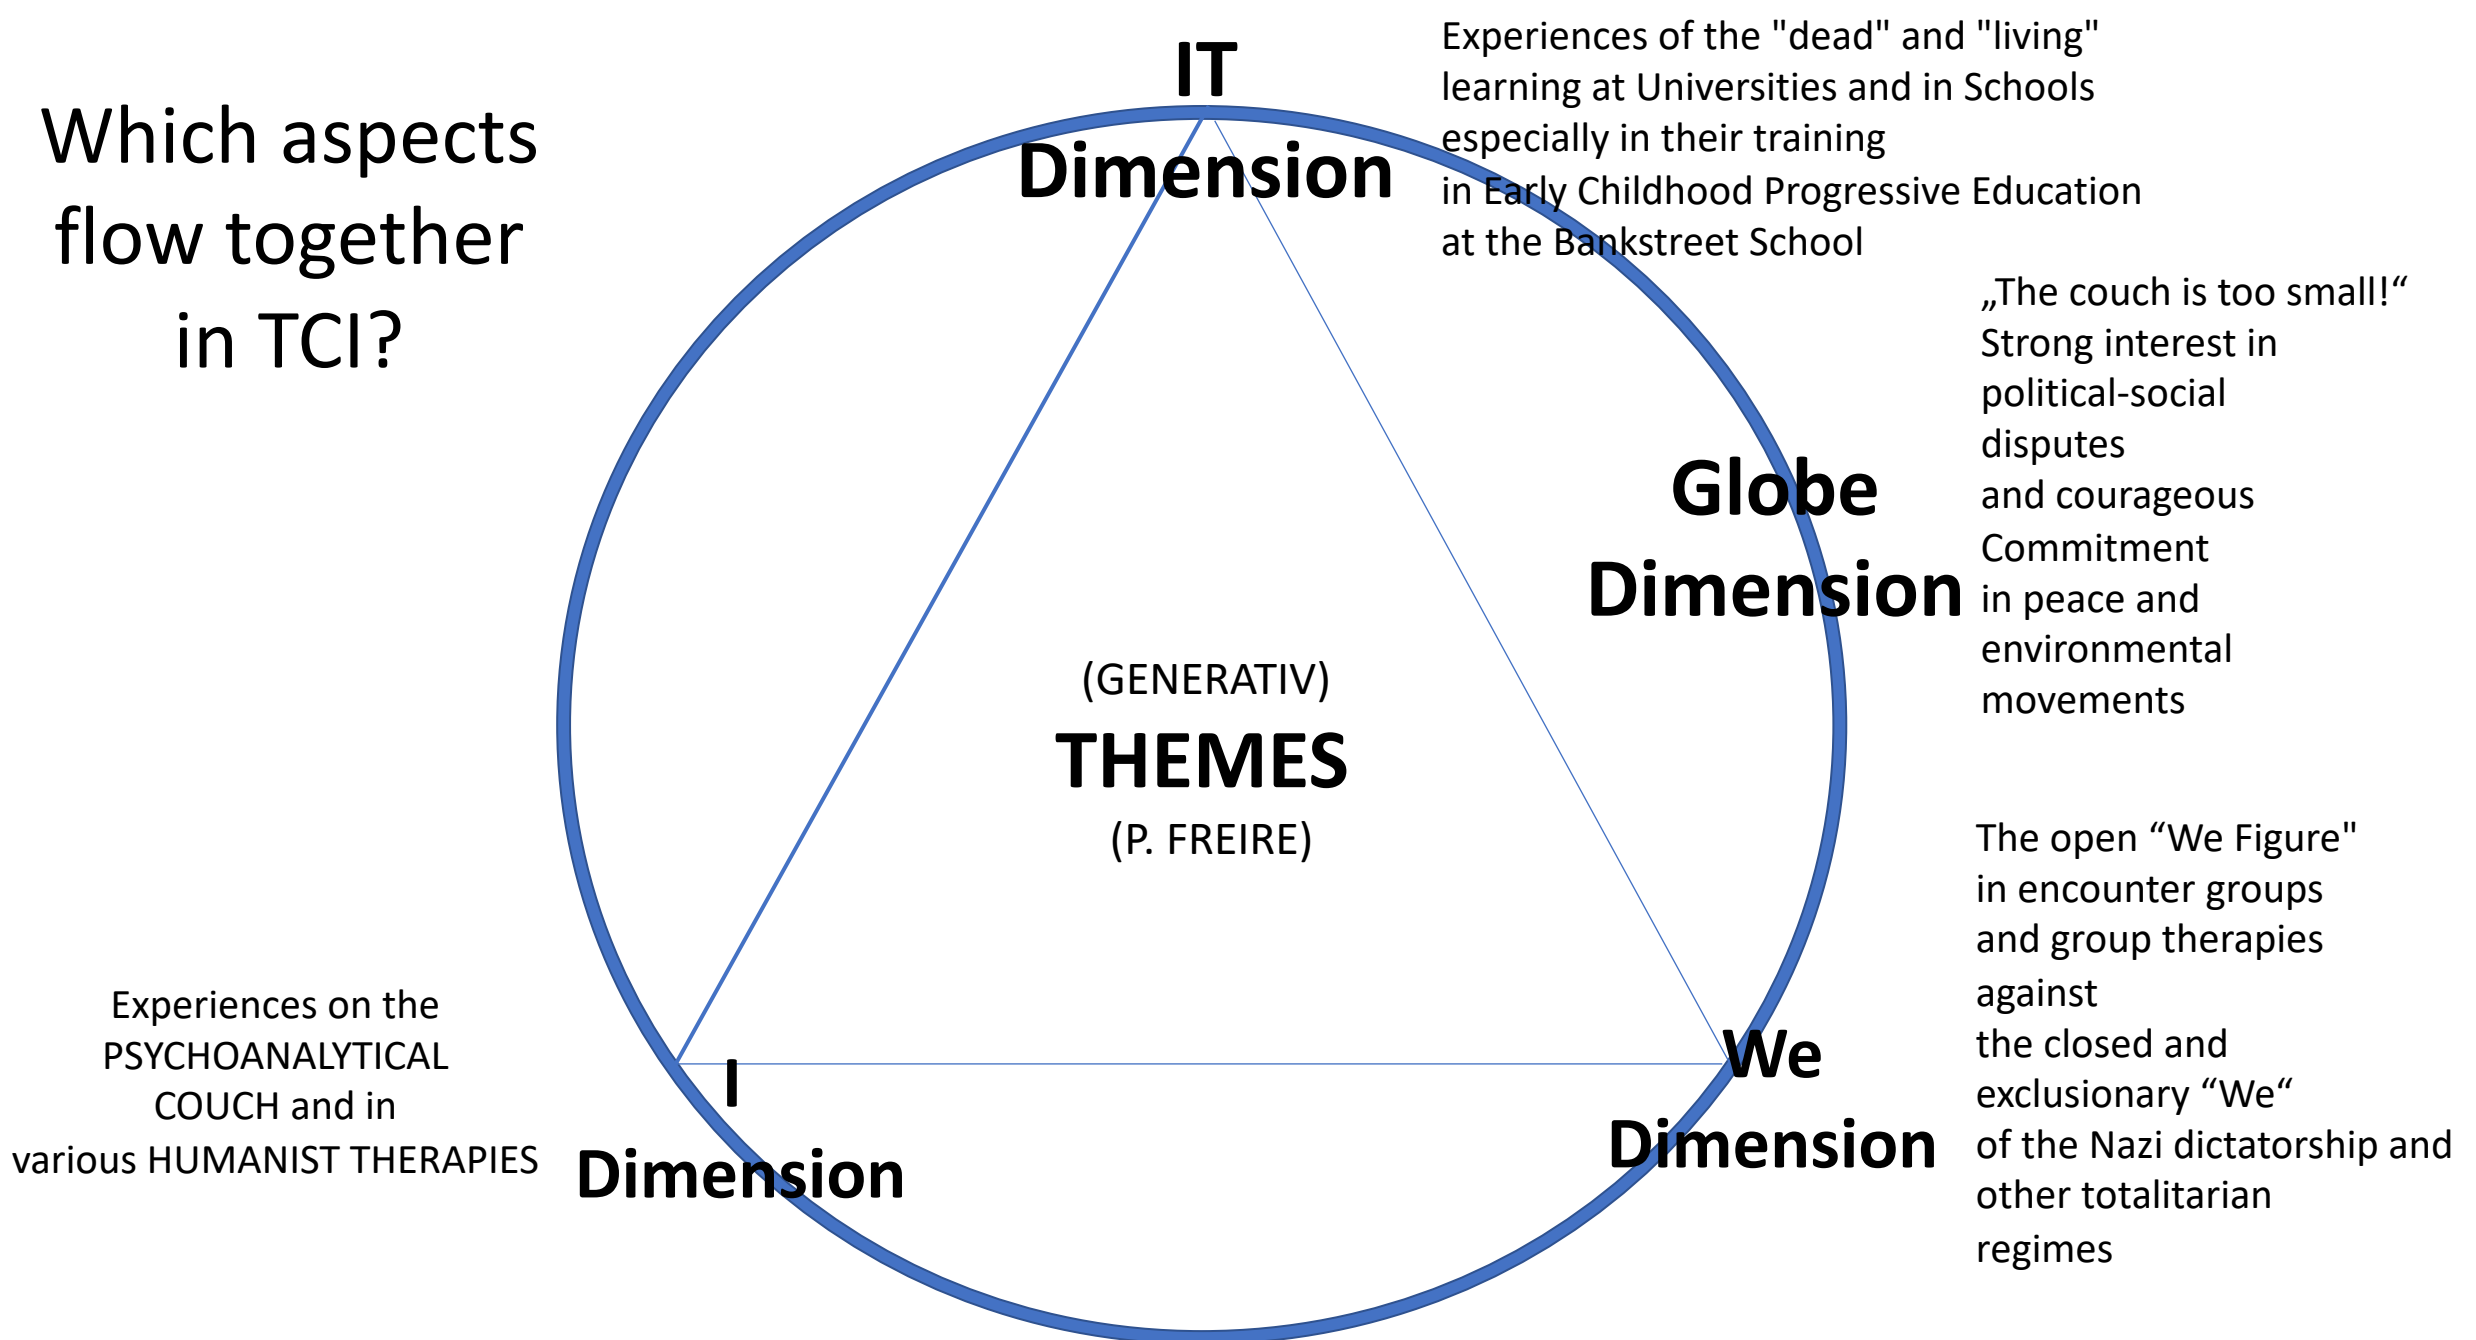 Which aspects
flow together
in TCI?
IT
Dimension
Experiences of the "dead" and "living"
learning at Universities and in Schools
especially in their training
in Early Childhood Progressive Education
at the Bankstreet School
„The couch is too small!“
Strong interest in
political-social
disputes
and courageous
Commitment
in peace and
environmental
movements
Globe
Dimension
(GENERATIV)
THEMES
(P. FREIRE)
The open “We Figure"
in encounter groups
and group therapies
against
the closed and
exclusionary “We“
of the Nazi dictatorship and
other totalitarian
regimes
We
Dimension
Experiences on the
PSYCHOANALYTICAL
COUCH and in
various HUMANIST THERAPIES
I
Dimension